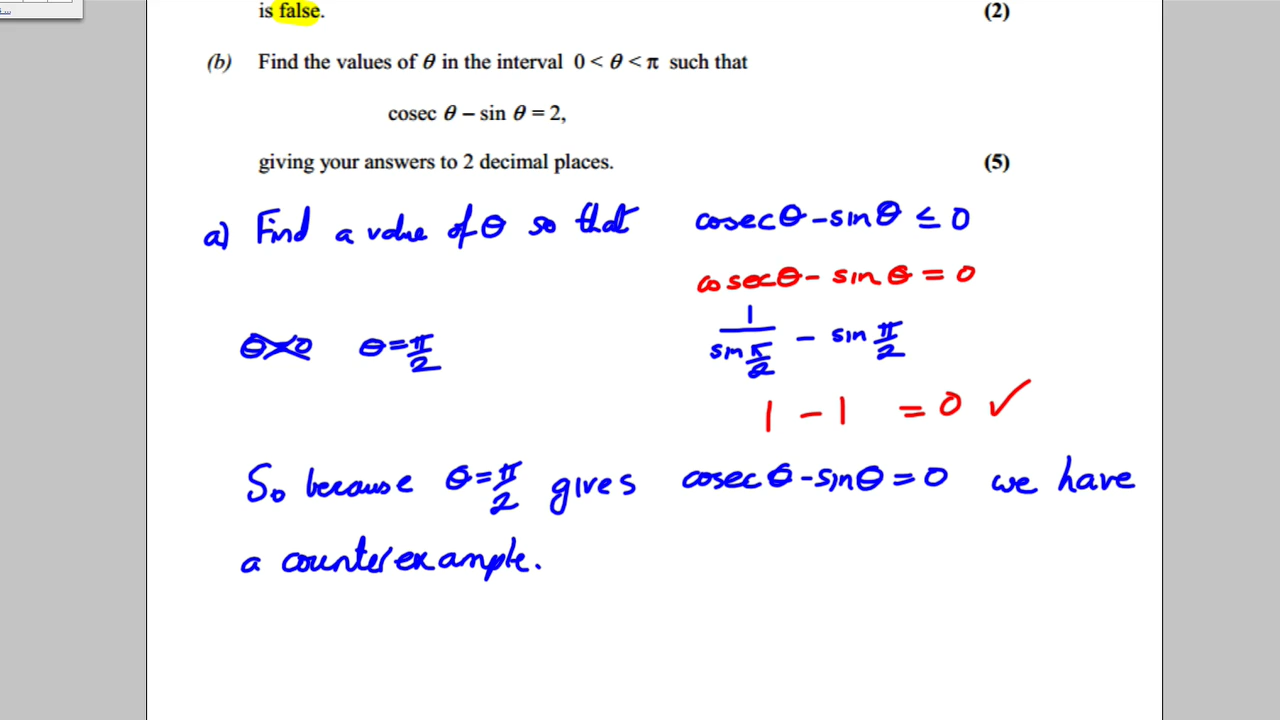 is false. (2)
(b) Find the values of θ in the interval 0 < θ < π such that
cosec θ – sin θ = 2,
giving your answers to 2 decimal places. (5)
a) Find a value of θ so that cosecθ - sinθ ≤ 0
cosecθ - sinθ = 0
1/sin π/2 - sin π/2
θ=0 θ=π/2
1 - 1 = 0 ✓
So because θ=π/2 gives cosecθ - sinθ = 0 we have
a counterexample.